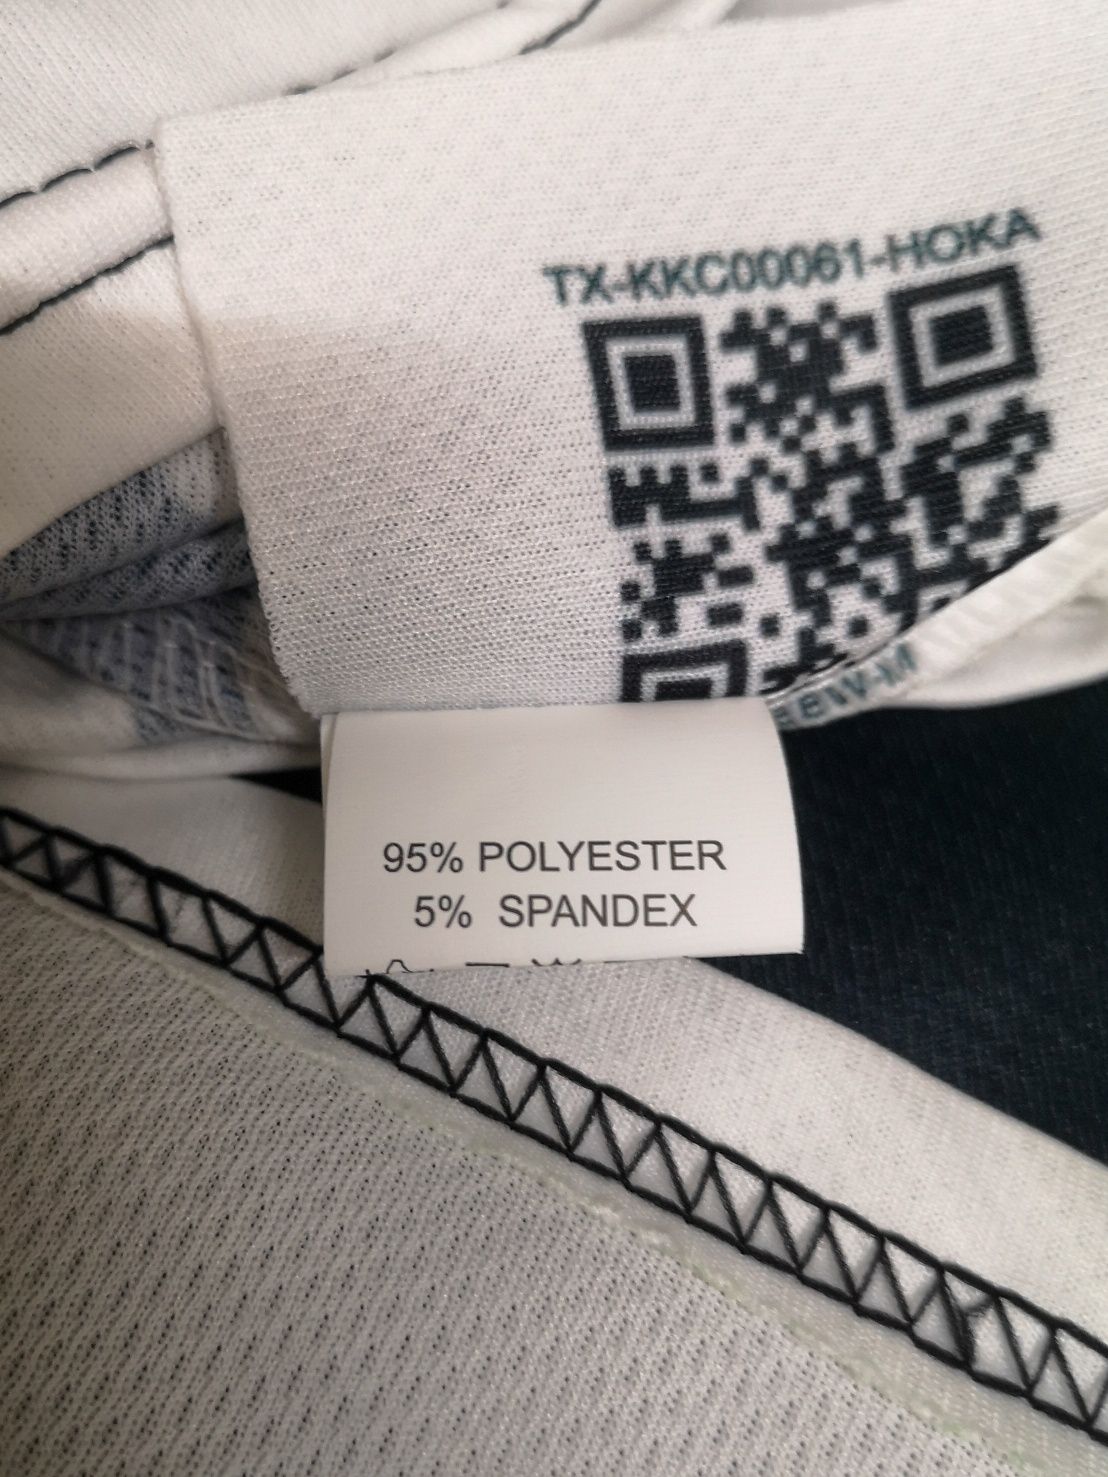 TX-KKC00061-HOKA
95% POLYESTER
5% SPANDEX